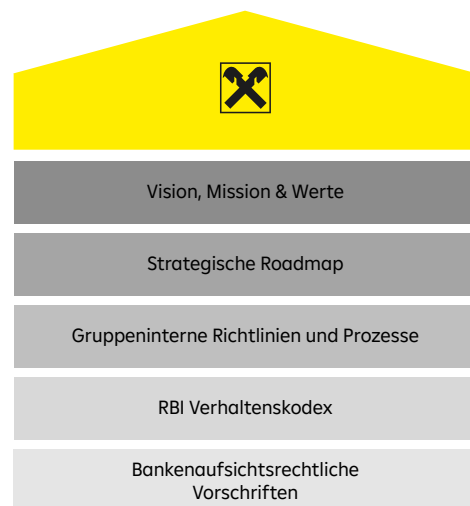 Vision, Mission & Werte
Strategische Roadmap
Gruppeninterne Richtlinien und Prozesse
RBI Verhaltenskodex
Bankenaufsichtsrechtliche
Vorschriften